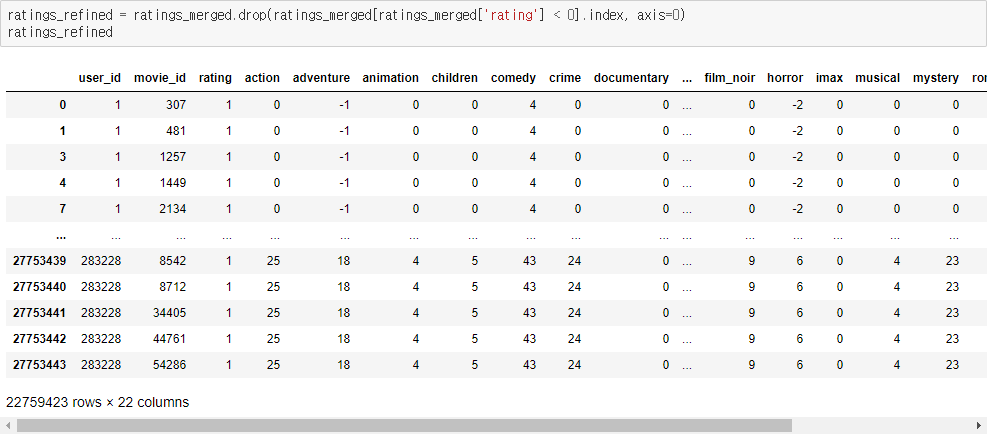 ratings_refined = ratings_merged.drop(ratings_merged[ratings_merged['rating'] < 0].index, axis=0)
ratings_refined
user_id movie_id rating action adventure animation children comedy crime documentary ... film_noir horror imax musical mystery ror
0 1 307 1 0 -1 0 0 4 0 0 ... 0 -2 0 0 0
1 1 481 1 0 -1 0 0 4 0 0 ... 0 -2 0 0 0
3 1 1257 1 0 -1 0 0 4 0 0 ... 0 -2 0 0 0
4 1 1449 1 0 -1 0 0 4 0 0 ... 0 -2 0 0 0
7 1 2134 1 0 -1 0 0 4 0 0 ... 0 -2 0 0 0
... ... ... ... ... ... ... ... ... ... ... ... ... ... ... ... ...
27753439 283228 8542 1 25 18 4 5 43 24 0 ... 9 6 0 4 23
27753440 283228 8712 1 25 18 4 5 43 24 0 ... 9 6 0 4 23
27753441 283228 34405 1 25 18 4 5 43 24 0 ... 9 6 0 4 23
27753442 283228 44761 1 25 18 4 5 43 24 0 ... 9 6 0 4 23
27753443 283228 54286 1 25 18 4 5 43 24 0 ... 9 6 0 4 23
22759423 rows × 22 columns